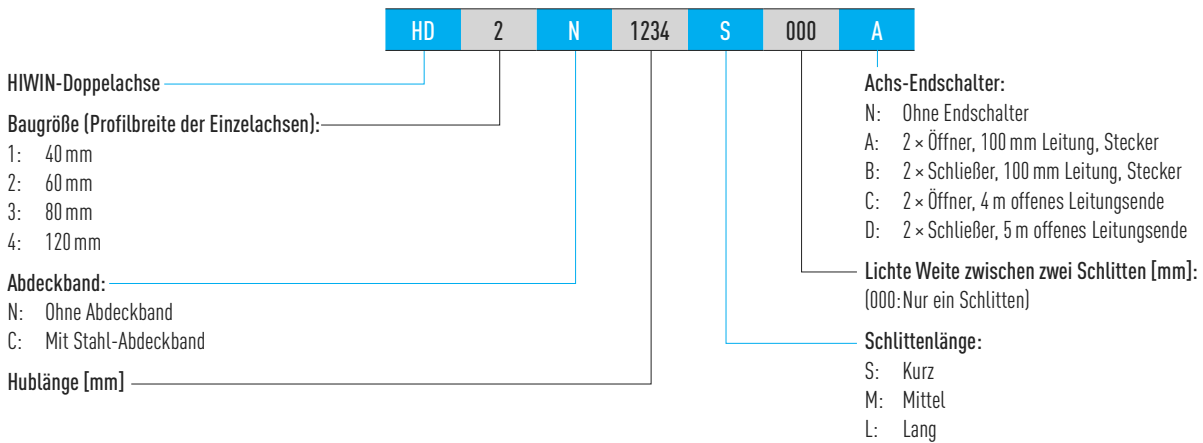 HD 2 N 1234 S 000 A
HIWIN-Doppelachse
Baugröße (Profilbreite der Einzelachsen):
1: 40 mm
2: 60 mm
3: 80 mm
4: 120 mm
Abdeckband:
N: Ohne Abdeckband
C: Mit Stahl-Abdeckband
Hublänge [mm]
Achs-Endschalter:
N: Ohne Endschalter
A: 2 × Öffner, 100 mm Leitung, Stecker
B: 2 × Schließer, 100 mm Leitung, Stecker
C: 2 × Öffner, 4 m offenes Leitungsende
D: 2 × Schließer, 5 m offenes Leitungsende
Lichte Weite zwischen zwei Schlitten [mm]:
(000: Nur ein Schlitten)
Schlittenlänge:
S: Kurz
M: Mittel
L: Lang